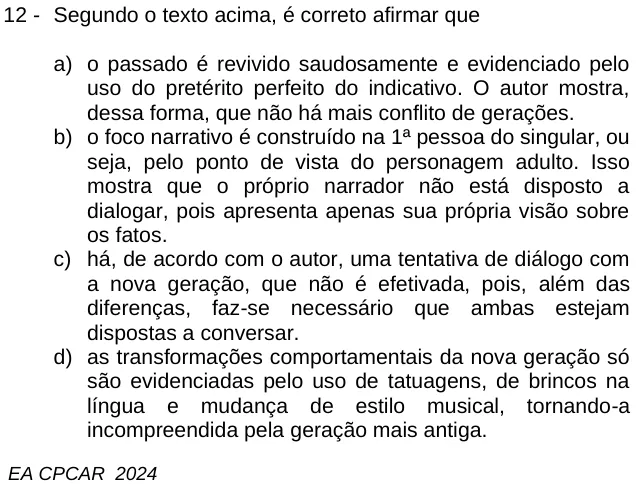 12 - Segundo o texto acima, é correto afirmar que
a) o passado é revivido saudosamente e evidenciado pelo
uso do pretérito perfeito do indicativo. O autor mostra,
dessa forma, que não há mais conflito de gerações.
b) o foco narrativo é construído na 1ª pessoa do singular, ou
seja, pelo ponto de vista do personagem adulto. Isso
mostra que o próprio narrador não está disposto a
dialogar, pois apresenta apenas sua própria visão sobre
os fatos.
c) há, de acordo com o autor, uma tentativa de diálogo com
a nova geração, que não é efetivada, pois, além das
diferenças, faz-se necessário que ambas estejam
dispostas a conversar.
d) as transformações comportamentais da nova geração só
são evidenciadas pelo uso de tatuagens, de brincos na
língua e mudança de estilo musical, tornando-a
incompreendida pela geração mais antiga.
EA CPCAR 2024